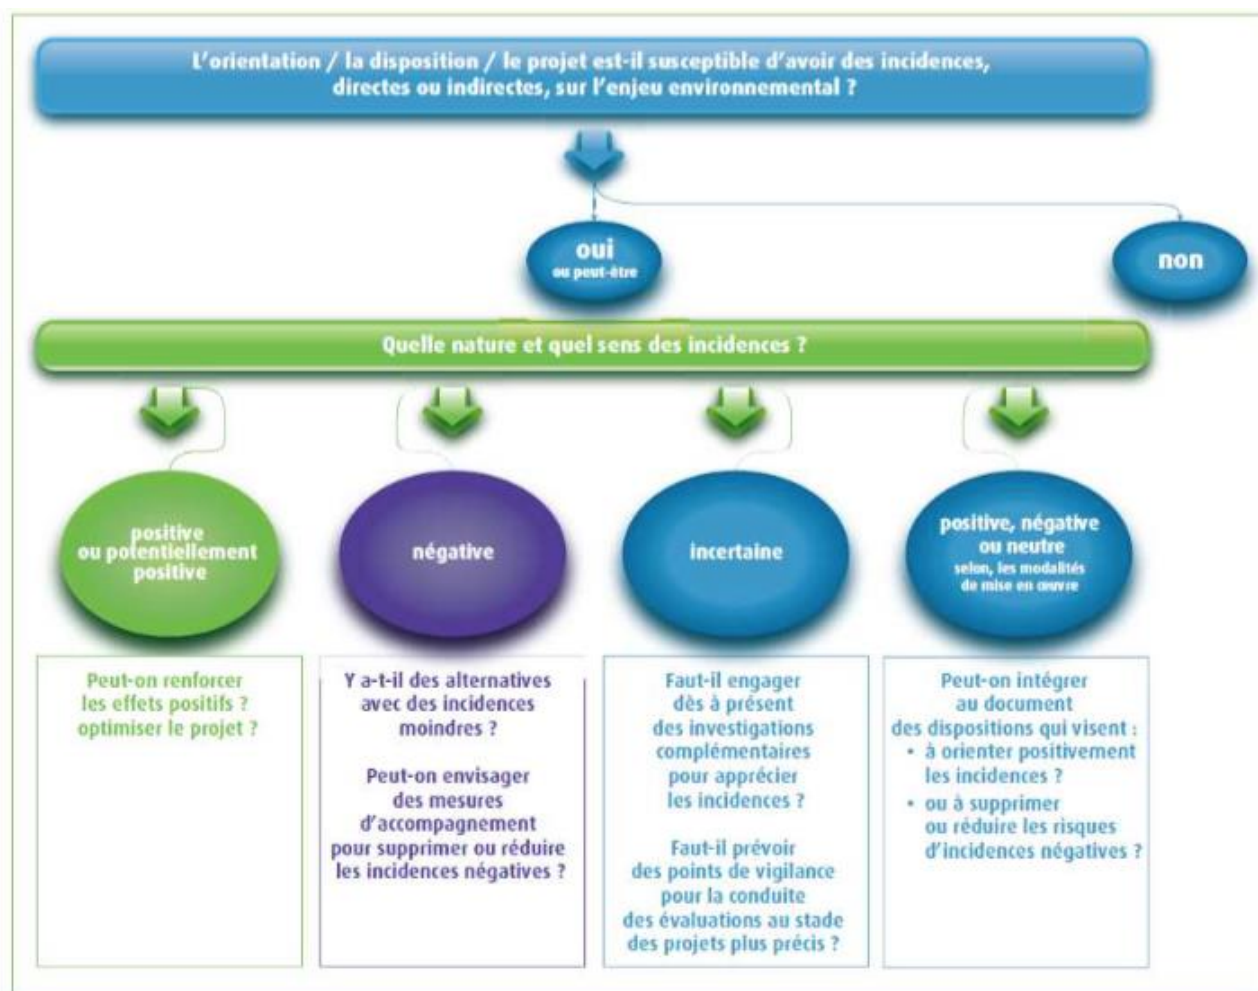 L'orientation / la disposition / le projet est-il susceptible d'avoir des incidences,
directes ou indirectes, sur l'enjeu environnemental ?
oui
ou peut-être
non
Quelle nature et quel sens des incidences ?
positive
ou potentiellement
positive
négative
incertaine
positive, négative
ou neutre
selon, les modalités
de mise en œuvre
Peut-on renforcer
les effets positifs ?
optimiser le projet ?
Y a-t-il des alternatives
avec des incidences
moindres ?
Peut-on envisager
des mesures
d'accompagnement
pour supprimer ou réduire
les incidences négatives ?
Faut-il engager
dès à présent
des investigations
complémentaires
pour apprécier
les incidences ?
Faut-il prévoir
des points de vigilance
pour la conduite
des évaluations au stade
des projets plus précis ?
Peut-on intégrer
au document
des dispositions qui visent :
• à orienter positivement
les incidences ?
• ou à supprimer
ou réduire les risques
d'incidences négatives ?